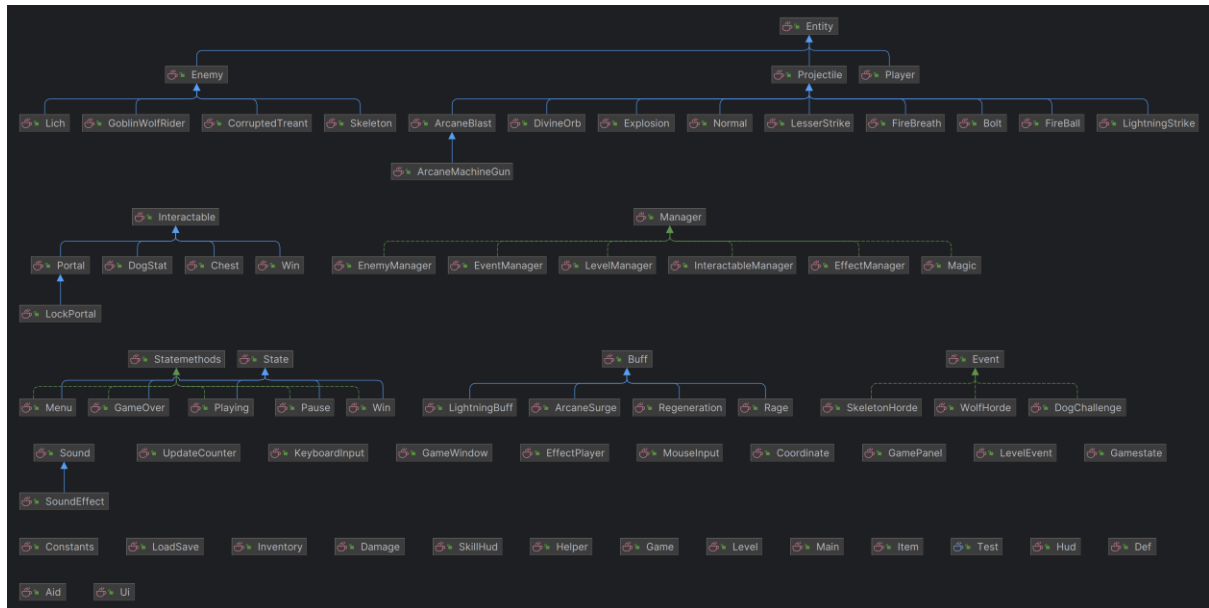 Entity
Enemy Projectile Player
Lich GoblinWolfRider CorruptedTreant Skeleton ArcaneBlast DivineOrb Explosion Normal LesserStrike FireBreath Bolt FireBall LightningStrike
ArcaneMachineGun
Interactable Manager
Portal DogStat Chest Win EnemyManager EventManager LevelManager InteractableManager EffectManager Magic
LockPortal
Statemethods State Buff Event
Menu GameOver Playing Pause Win LightningBuff ArcaneSurge Regeneration Rage SkeletonHorde WolfHorde DogChallenge
Sound UpdateCounter KeyboardInput GameWindow EffectPlayer MouseInput Coordinate GamePanel LevelEvent Gamestate
SoundEffect
Constants LoadSave Inventory Damage SkillHud Helper Game Level Main Item Test Hud Def
Aid Ui